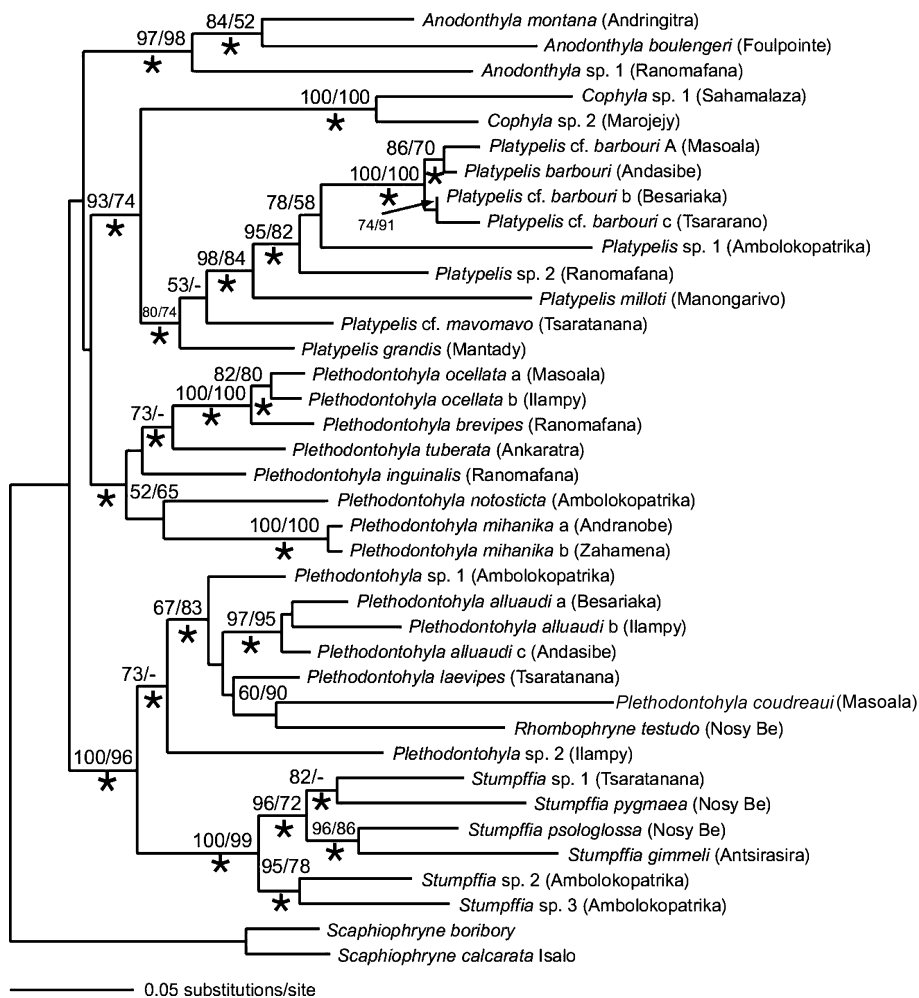 84/52
Anodonthyla montana (Andringitra)
97/98
Anodonthyla boulengeri (Foulpointe)
Anodonthyla sp. 1 (Ranomafana)
100/100
Cophyla sp. 1 (Sahamalaza)
Cophyla sp. 2 (Marojejy)
86/70
Platypelis cf. barbouri A (Masoala)
100/100
Platypelis barbouri (Andasibe)
93/74
78/58
Platypelis cf. barbouri b (Besariaka)
74/91
Platypelis cf. barbouri c (Tsararano)
95/82
Platypelis sp. 1 (Ambolokopatrika)
98/84
Platypelis sp. 2 (Ranomafana)
53/-
Platypelis milloti (Manongarivo)
80/74
Platypelis cf. mavomavo (Tsaratanana)
Platypelis grandis (Mantady)
82/80
Plethodontohyla ocellata a (Masoala)
100/100
Plethodontohyla ocellata b (Ilampy)
73/-
Plethodontohyla brevipes (Ranomafana)
Plethodontohyla tuberata (Ankaratra)
Plethodontohyla inguinalis (Ranomafana)
52/65
Plethodontohyla notosticta (Ambolokopatrika)
100/100
Plethodontohyla mihanika a (Andranobe)
Plethodontohyla mihanika b (Zahamena)
Plethodontohyla sp. 1 (Ambolokopatrika)
67/83
Plethodontohyla alluaudi a (Besariaka)
97/95
Plethodontohyla alluaudi b (Ilampy)
Plethodontohyla alluaudi c (Andasibe)
73/-
Plethodontohyla laevipes (Tsaratanana)
60/90
Plethodontohyla coudreaui (Masoala)
Rhombophryne testudo (Nosy Be)
100/96
Plethodontohyla sp. 2 (Ilampy)
82/-
Stumpffia sp. 1 (Tsaratanana)
96/72
Stumpffia pygmaea (Nosy Be)
96/86
Stumpffia psologlossa (Nosy Be)
100/99
Stumpffia gimmeli (Antsirasira)
95/78
Stumpffia sp. 2 (Ambolokopatrika)
Stumpffia sp. 3 (Ambolokopatrika)
Scaphiophryne boribory
Scaphiophryne calcarata Isalo
0.05 substitutions/site